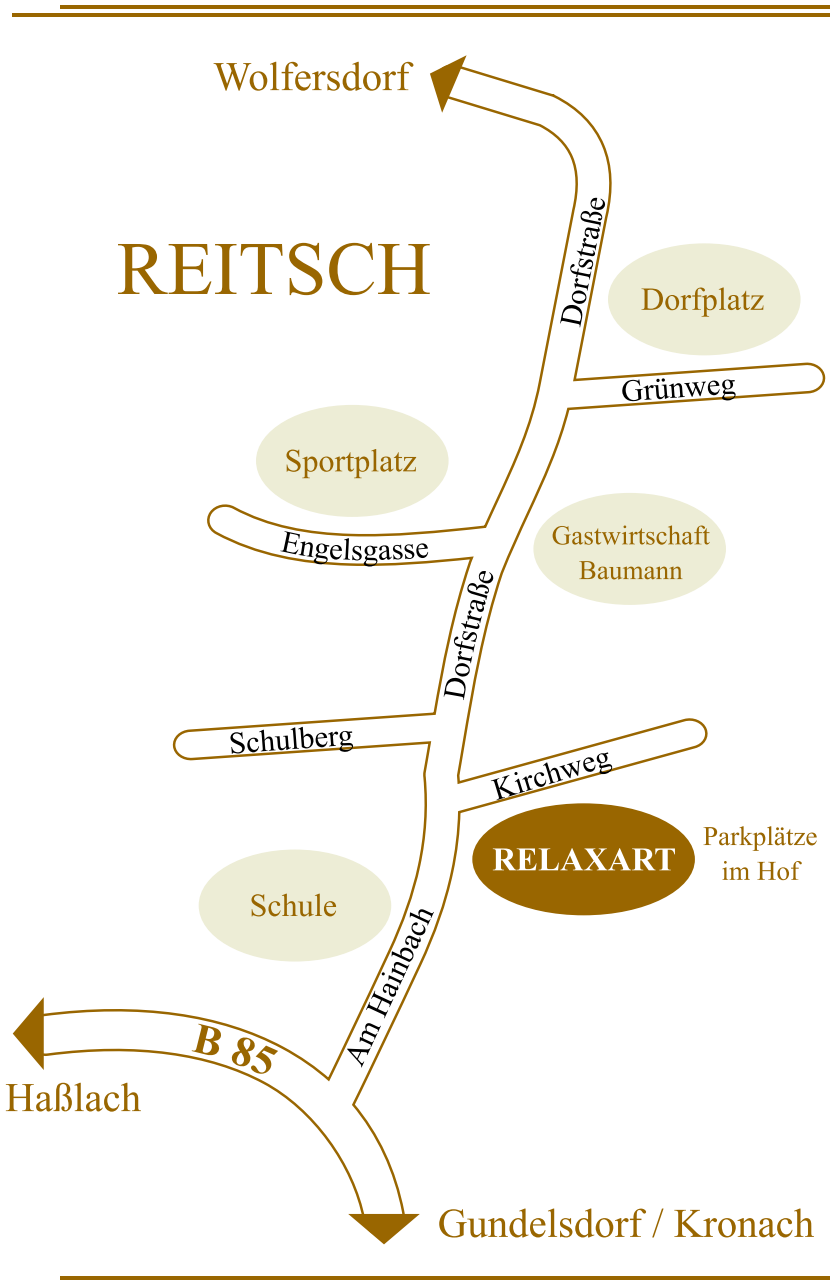 Wolfersdorf
REITSCH
Dorfstraße
Dorfplatz
Grünweg
Sportplatz
Engelsgasse
Gastwirtschaft
Baumann
Dorfstraße
Schulberg
Kirchweg
RELAXART
Parkplätze
im Hof
Schule
Am Hainbach
B 85
Haßlach
Gundelsdorf / Kronach